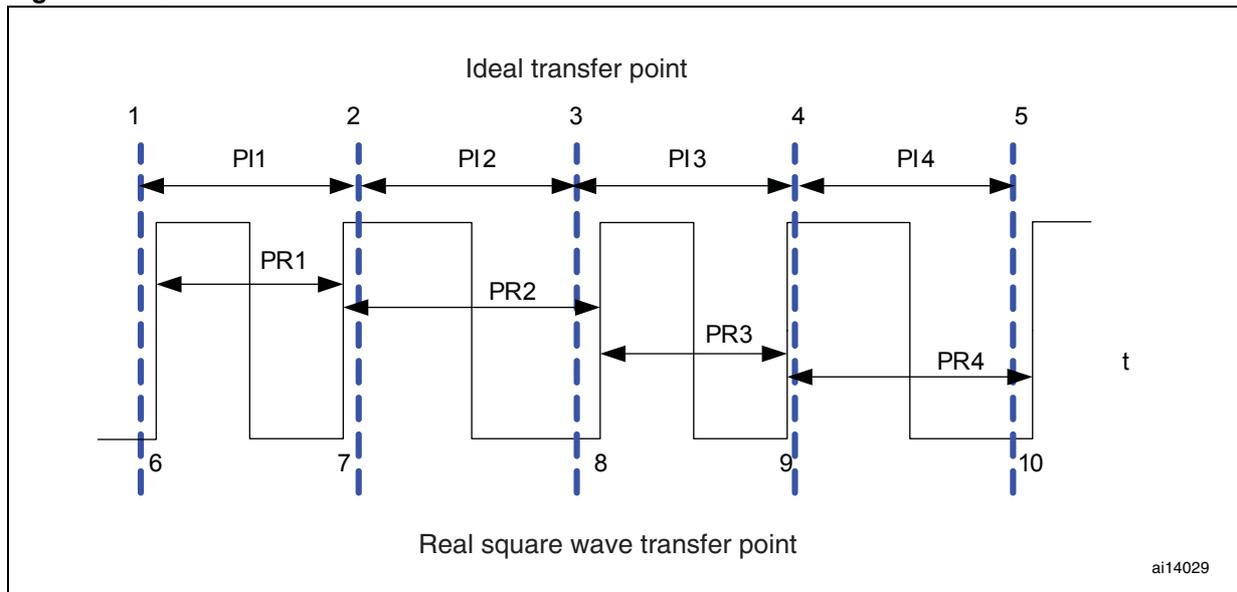 Ideal transfer point
1 2 3 4 5
PI1 PI2 PI3 PI4
PR1
PR2
PR3
PR4
t
6 7 8 9 10
Real square wave transfer point
ai14029